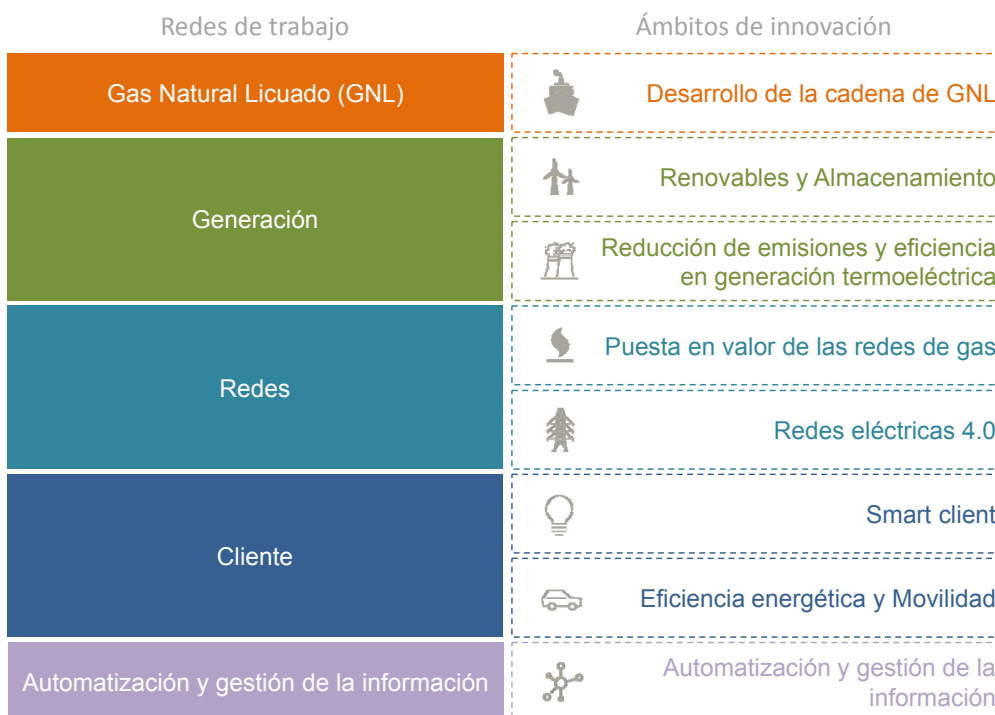 Redes de trabajo
Ámbitos de innovación
Gas Natural Licuado (GNL)
Desarrollo de la cadena de GNL
Generación
Renovables y Almacenamiento
Reducción de emisiones y eficiencia
en generación termoeléctrica
Redes
Puesta en valor de las redes de gas
Redes eléctricas 4.0
Cliente
Smart client
Eficiencia energética y Movilidad
Automatización y gestión de la información
Automatización y gestión de la
información